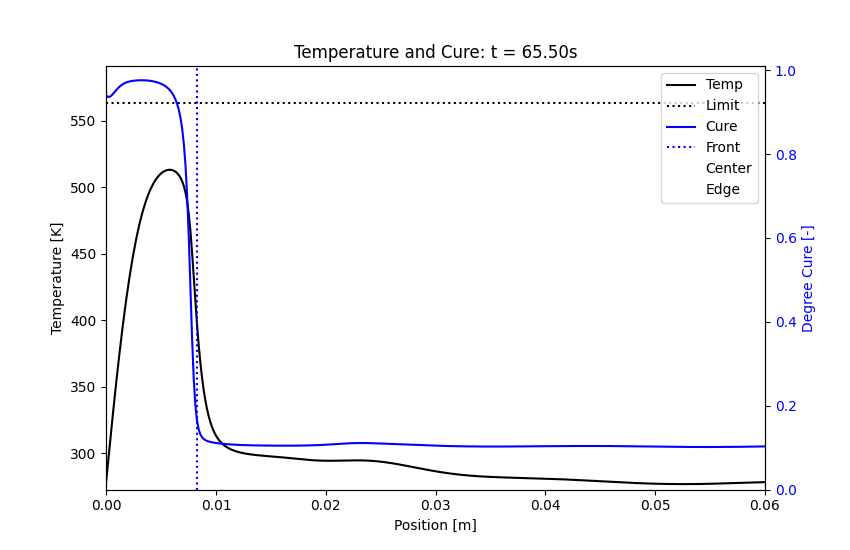 Temperature and Cure: t = 65.50s
Temperature [K]
550
500
450
400
350
300
Temp
Limit
Cure
Front
Center
Edge
1.0
0.8
0.6
0.4
0.2
0.0
Degree Cure [-]
0.00
0.01
0.02
0.03
0.04
0.05
0.06
Position [m]